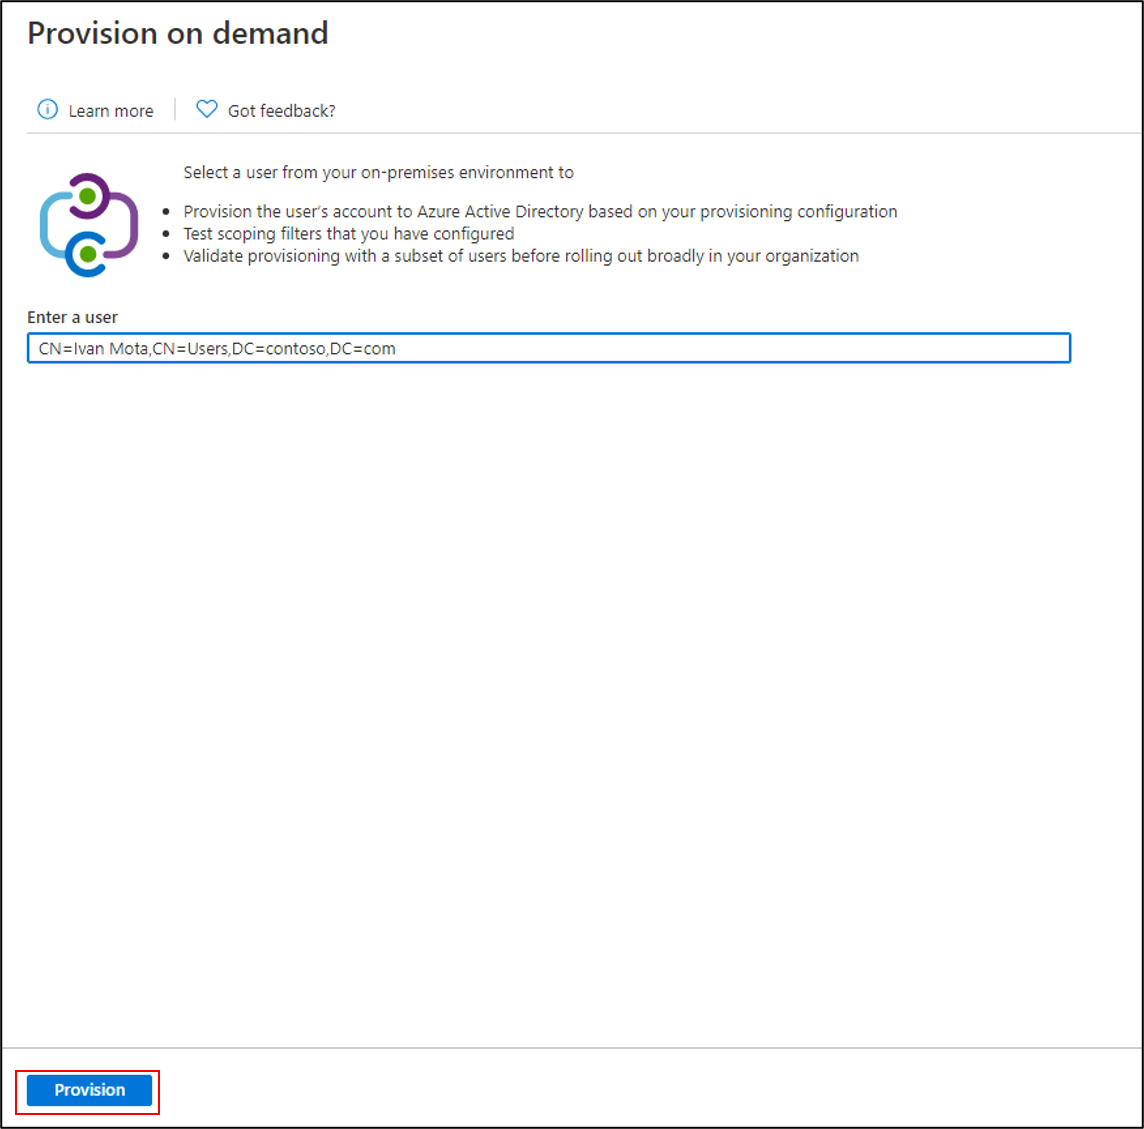 Provision on demand
Learn more
Got feedback?
Select a user from your on-premises environment to
Provision the user's account to Azure Active Directory based on your provisioning configuration
Test scoping filters that you have configured
Validate provisioning with a subset of users before rolling out broadly in your organization
Enter a user
CN=Ivan Mota,CN=Users,DC=contoso,DC=com
Provision